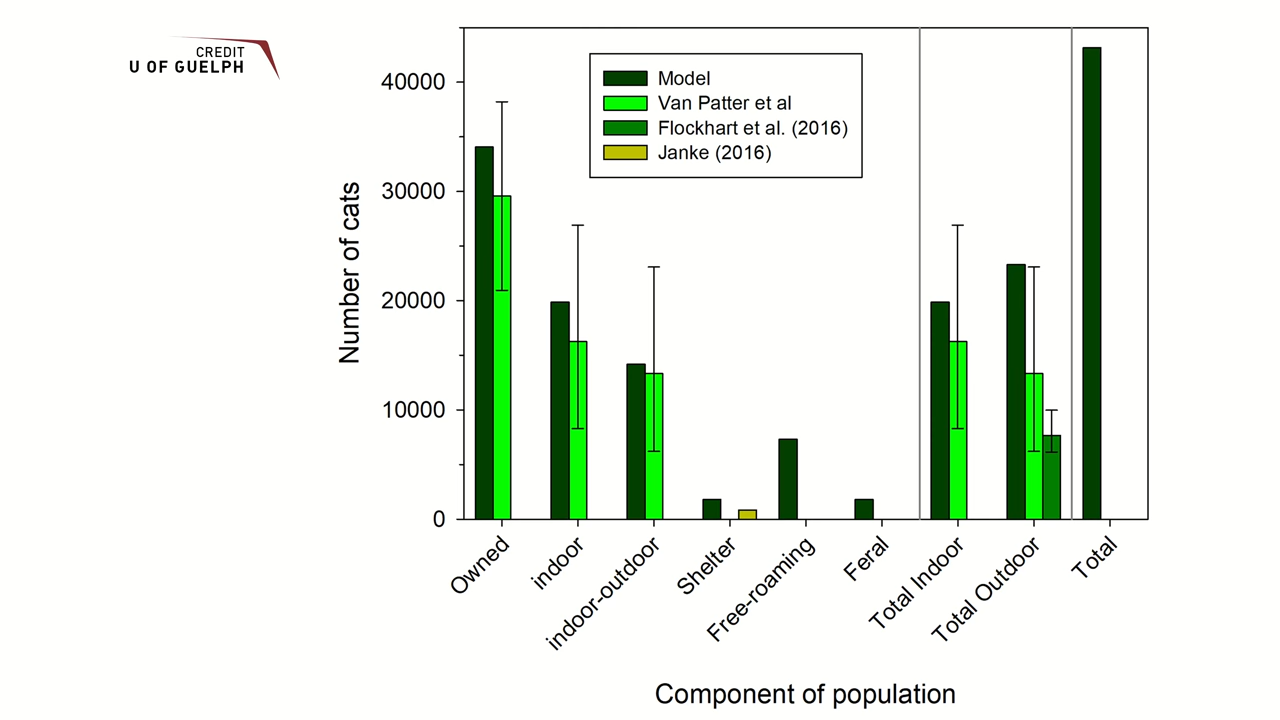 CREDIT
U OF GUELPH
Model
Van Patter et al
Flockhart et al. (2016)
Janke (2016)
Number of cats
40000
30000
20000
10000
0
Owned
indoor
indoor-outdoor
Shelter
Free-roaming
Feral
Total Indoor
Total Outdoor
Total
Component of population